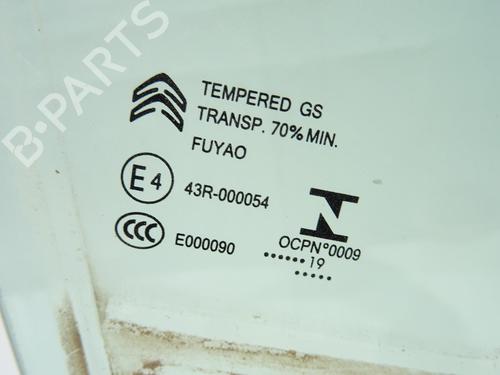 B-PARTS
TEMPERED GS
TRANSP. 70% MIN.
FUYAO
E4 43R-000054
CCC E000090
OCPN°0009
...... 19
.....